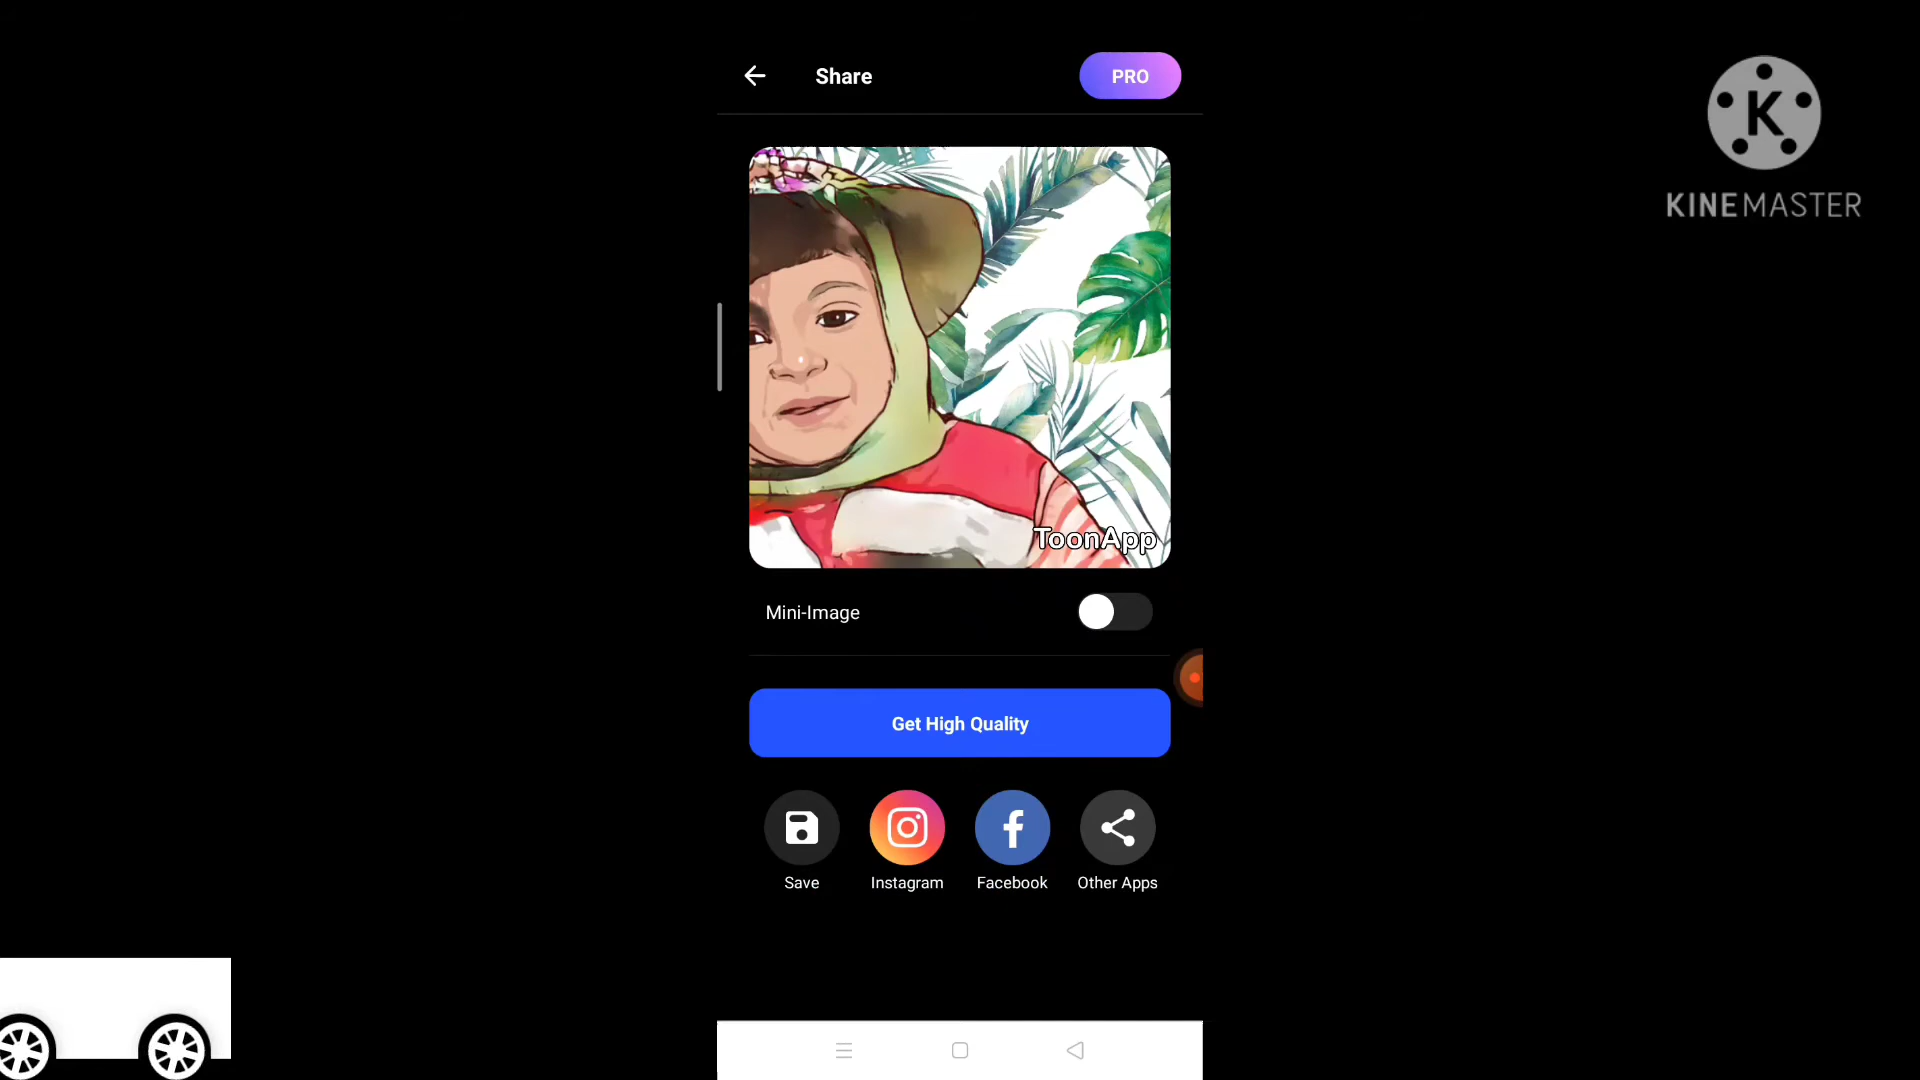 Share
PRO
K
KINEMASTER
ToonApp
Mini-Image
Get High Quality
Save
Instagram
Facebook
Other Apps